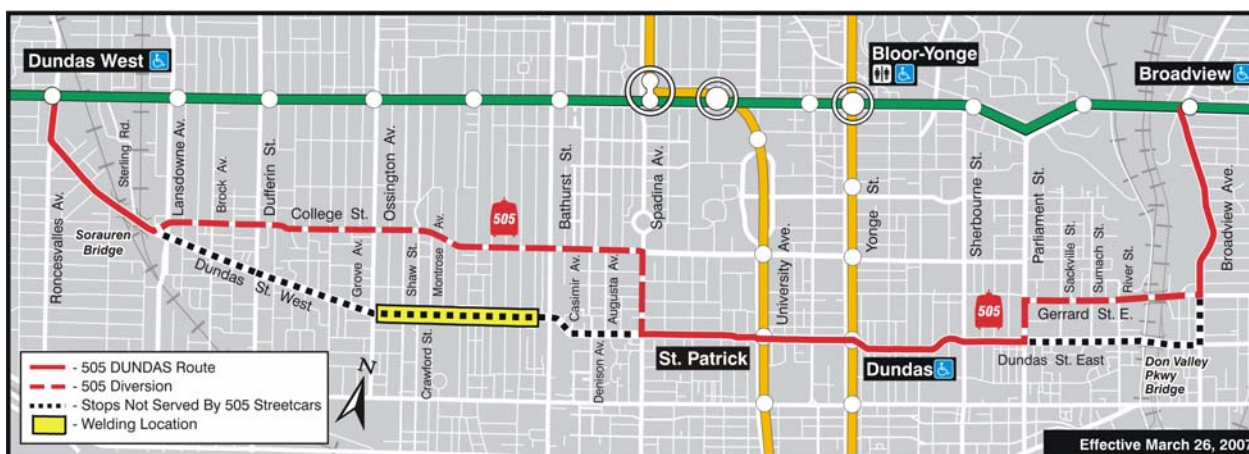 Dundas West
Bloor-Yonge
Broadview
Sterling Rd.
Lansdowne Av.
Brock Av.
Dufferin St.
College St.
Ossington Av.
505
Bathurst St.
Spadina Av.
Yonge St.
Sherbourne St.
Parliament St.
Sackville St.
Sumach St.
River St.
Broadview Ave.
Roncesvalles Av.
Sorauren
Bridge
Dundas St. West
Grove Av.
Shaw St.
Montrose Av.
Casimir Av.
Augusta Av.
University Ave.
505
Gerrard St. E.
St. Patrick
Dundas
Dundas St. East
Don Valley
Pkwy
Bridge
Crawford St.
Denison Av.
N
- 505 DUNDAS Route
- 505 Diversion
- Stops Not Served By 505 Streetcars
- Welding Location
Effective March 26, 2007